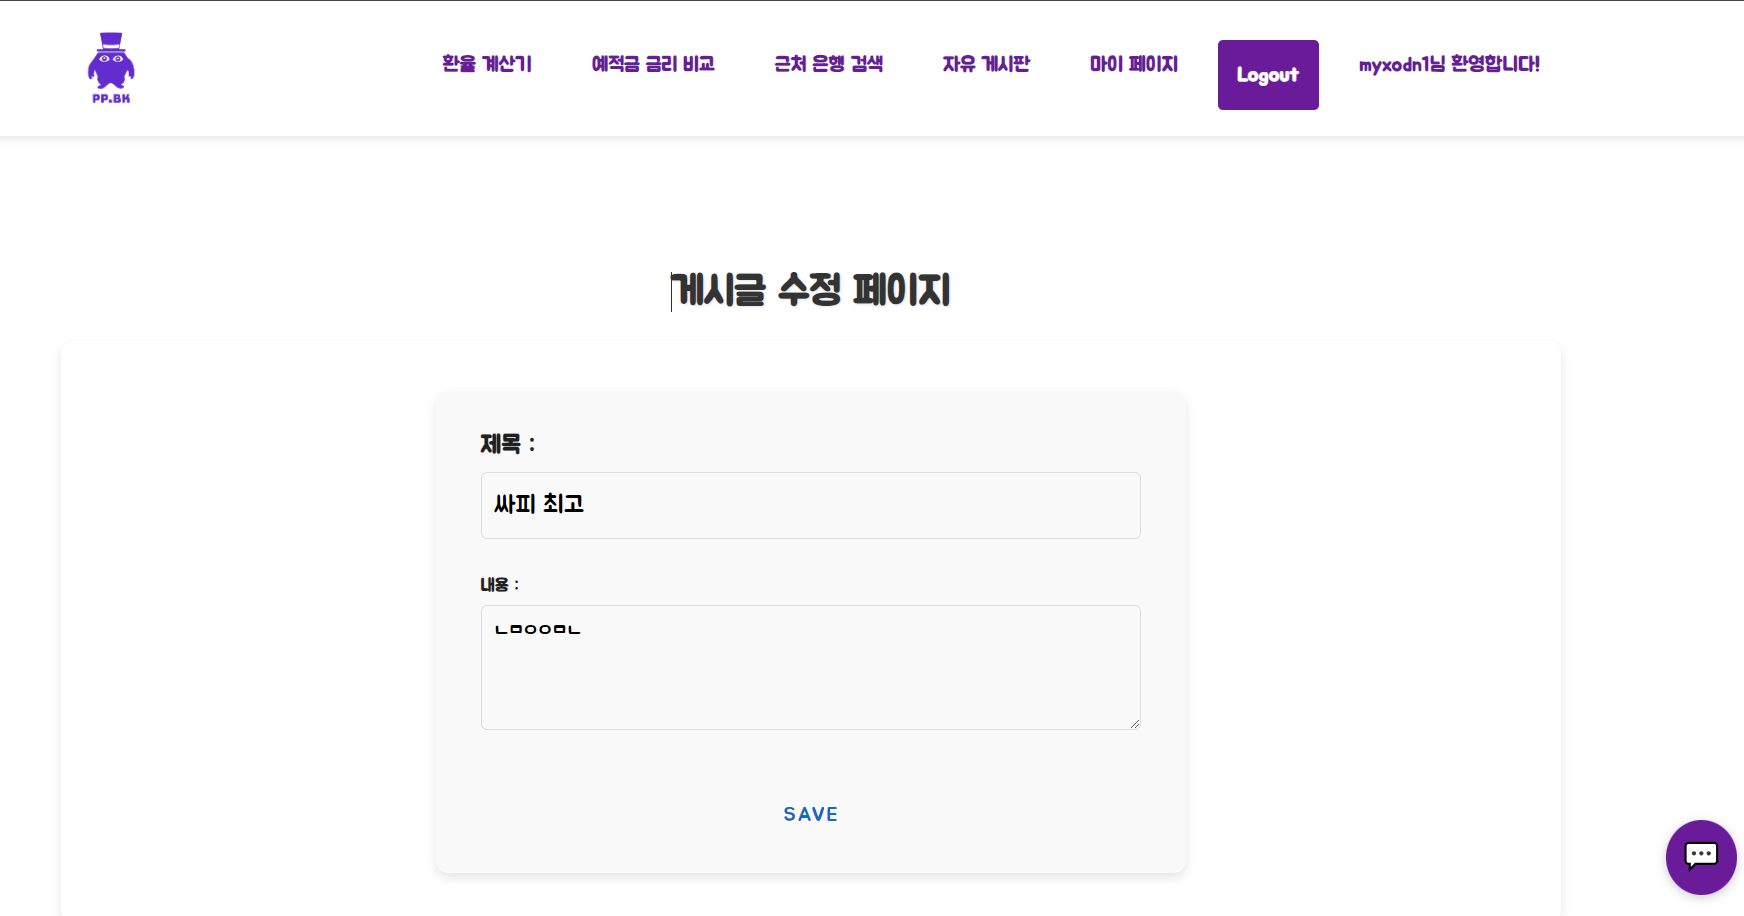 PP.BK
환율 계산기 예적금 금리 비교 근처 은행 검색 자유 게시판 마이 페이지 Logout myxodn1님 환영합니다!
게시글 수정 페이지
제목 :
싸피 최고
내용 :
ㄴㅁㅇㅇㅁㄴ
SAVE